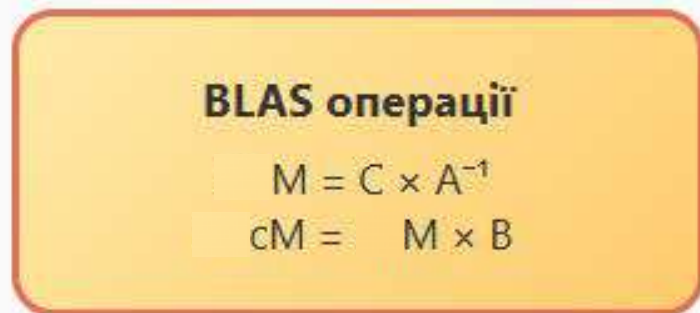 BLAS операції
M = C × A⁻¹
cM = M × B